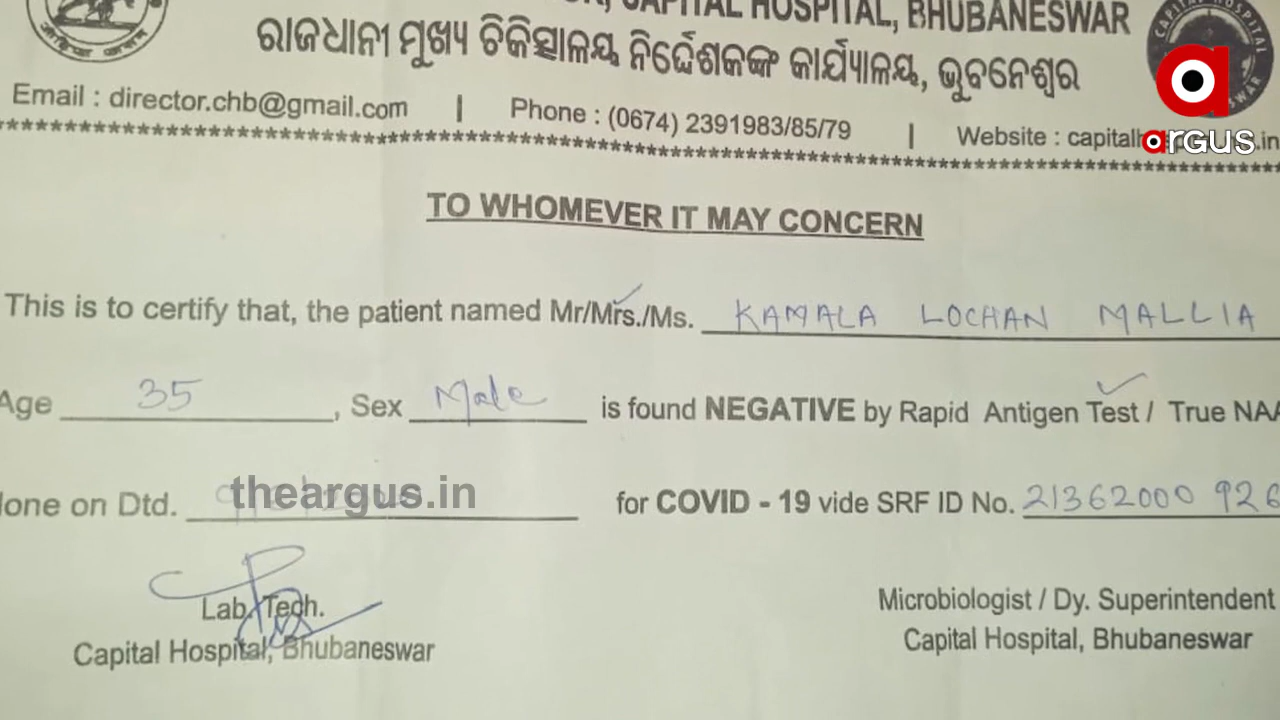 CAPITAL HOSPITAL, BHUBANESWAR
ରାଜଧାନୀ ମୁଖ୍ୟ ଚିକିତ୍ସାଳୟ ନିର୍ଦ୍ଦେଶକଙ୍କ କାର୍ଯ୍ୟାଳୟ, ଭୁବନେଶ୍ୱର
argus
Email : director.chb@gmail.com | Phone : (0674) 2391983/85/79 | Website :
TO WHOMEVER IT MAY CONCERN
This is to certify that, the patient named Mr/Mrs./Ms. KAMALA LOCHAN MALLIA
Age 35, Sex Male is found NEGATIVE by Rapid Antigen Test / True
on Dtd. for COVID - 19 vide SRF ID No. 21362000 926
theargus.in
Lab. Tech.
Capital Hospital, Bhubaneswar
Microbiologist / Dy. Superintendent
Capital Hospital, Bhubaneswar